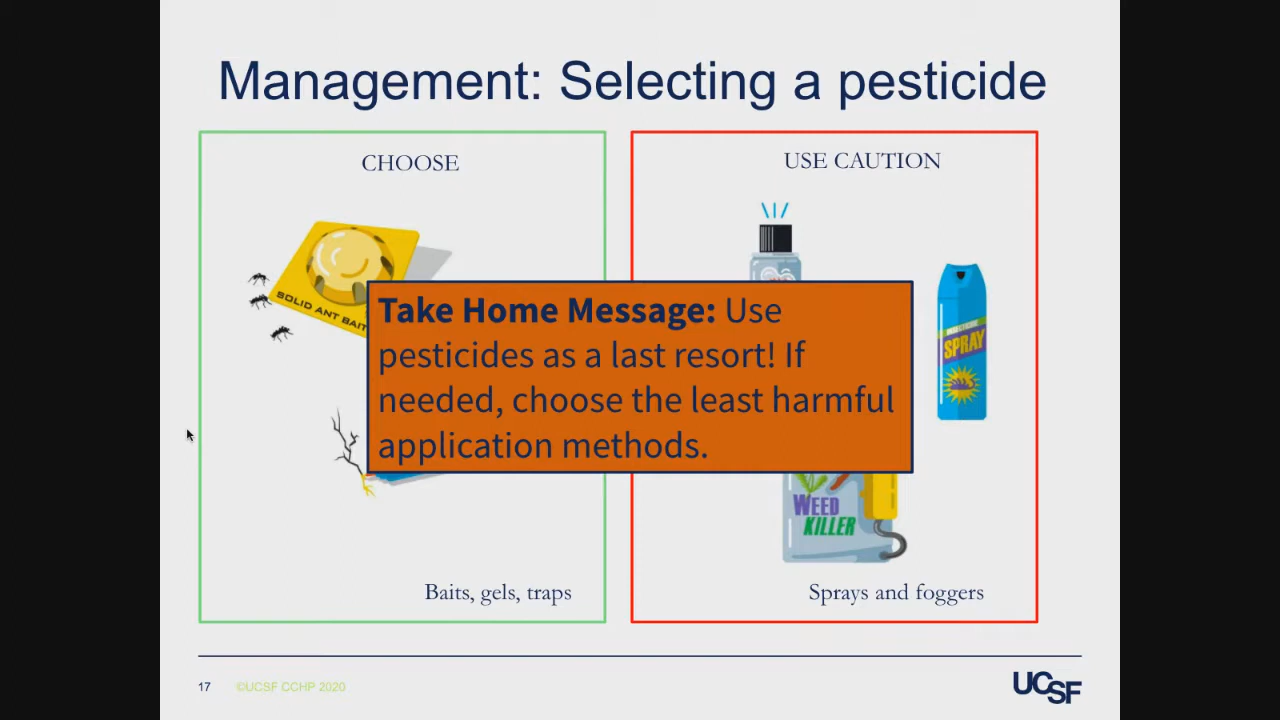 Management: Selecting a pesticide
CHOOSE
USE CAUTION
SOLID ANT BAIT
SPRAY
Take Home Message: Use
pesticides as a last resort! If
needed, choose the least harmful
application methods.
WEED
KILLER
Baits, gels, traps
Sprays and foggers
17
©UCSF CCHP 2020
UCSF